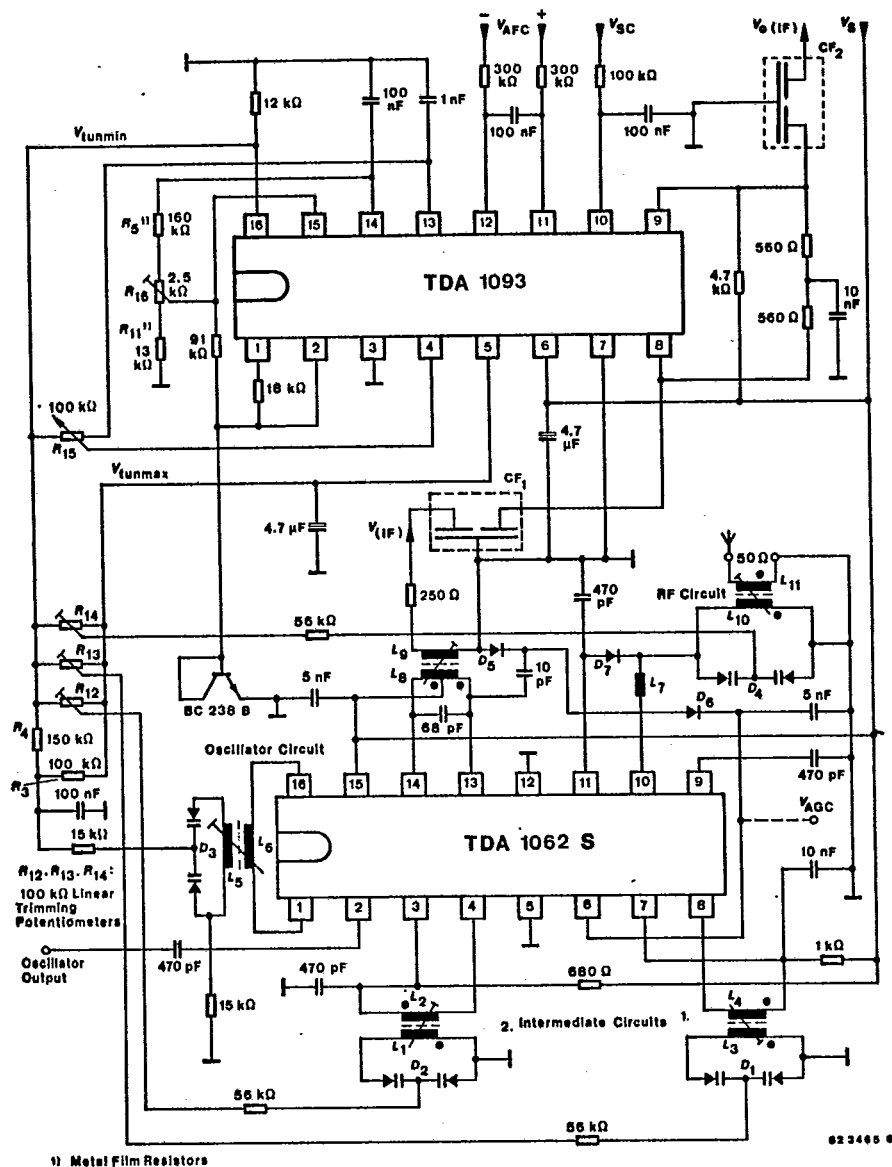 − V_AFC +
V_SC
V_o (IF)
V_S
CF₂
300 kΩ
300 kΩ
100 kΩ
12 kΩ
100 nF
1 nF
100 nF
100 nF
V_tunmin
16 15 14 13 12 11 10 9
R₅ ¹⁾ 160 kΩ
TDA 1093
R₁₆ 2.5 kΩ
4.7 kΩ
560 Ω
10 nF
560 Ω
R₁₁ ¹⁾ 13 kΩ
91 kΩ
1 2 3 4 5 6 7 8
18 kΩ
100 kΩ
R₁₅
4.7 µF
V_tunmax
CF₁
4.7 µF
V_(IF)
50 Ω
L₁₁
RF Circuit
L₁₀
470 pF
250 Ω
R₁₄
56 kΩ
L₉
D₅
D₇
D₄
R₁₃
L₈
10 pF
L₇
D₆
5 nF
R₁₂
5 nF
BC 238 B
68 pF
R₄
150 kΩ
Oscillator Circuit
470 pF
100 kΩ
R₃
16 15 14 13 12 11 10 9
100 nF
V_AGC
15 kΩ
D₃
L₅
L₆
TDA 1062 S
10 nF
R₁₂, R₁₃, R₁₄:
100 kΩ Linear
Trimming
Potentiometers
1 2 3 4 5 6 7 8
Oscillator
Output
470 pF
470 pF
680 Ω
1 kΩ
15 kΩ
L₂
L₄
2. Intermediate Circuits 1.
L₁
L₃
D₂
D₁
56 kΩ
56 kΩ
1) Metal Film Resistors